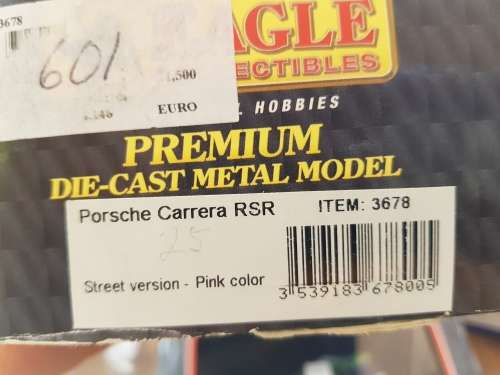 3678
601
,500
EURO
AGLE
ECTIBLES
HOBBIES
PREMIUM
DIE-CAST METAL MODEL
Porsche Carrera RSR ITEM: 3678
25
Street version - Pink color
3 539183 678005